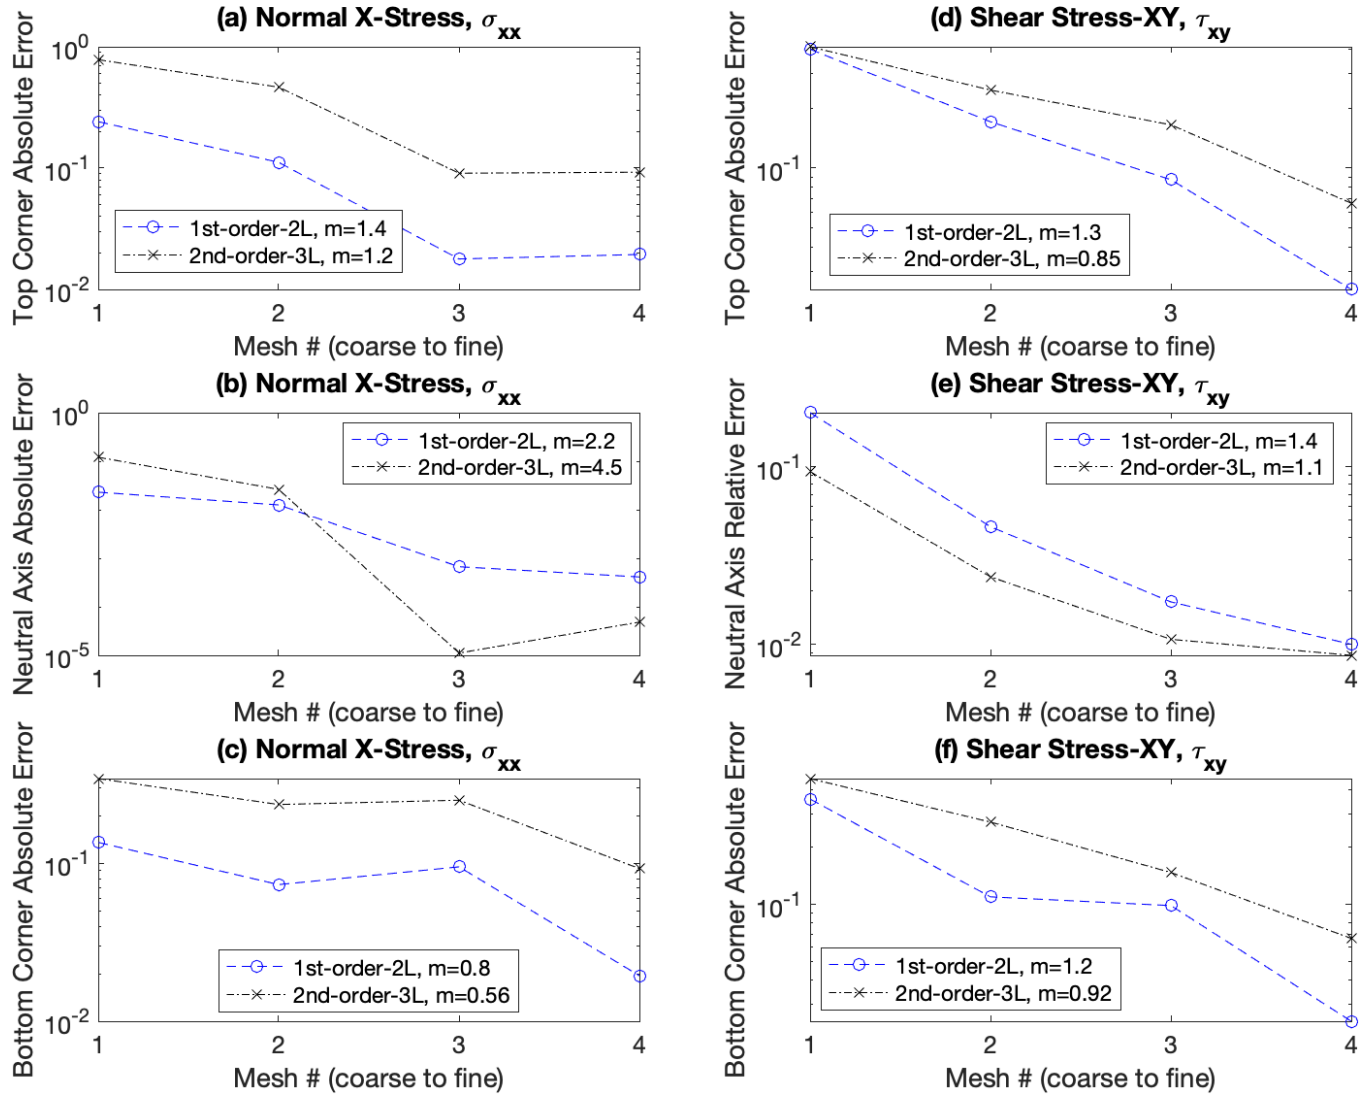 (a) Normal X-Stress, σxx
Top Corner Absolute Error
10^0
10^-1
10^-2
1st-order-2L, m=1.4
2nd-order-3L, m=1.2
1 2 3 4
Mesh # (coarse to fine)
(d) Shear Stress-XY, τxy
Top Corner Absolute Error
10^-1
1st-order-2L, m=1.3
2nd-order-3L, m=0.85
1 2 3 4
Mesh # (coarse to fine)
(b) Normal X-Stress, σxx
Neutral Axis Absolute Error
10^0
10^-5
1st-order-2L, m=2.2
2nd-order-3L, m=4.5
1 2 3 4
Mesh # (coarse to fine)
(e) Shear Stress-XY, τxy
Neutral Axis Relative Error
10^-1
10^-2
1st-order-2L, m=1.4
2nd-order-3L, m=1.1
1 2 3 4
Mesh # (coarse to fine)
(c) Normal X-Stress, σxx
Bottom Corner Absolute Error
10^-1
10^-2
1st-order-2L, m=0.8
2nd-order-3L, m=0.56
1 2 3 4
Mesh # (coarse to fine)
(f) Shear Stress-XY, τxy
Bottom Corner Absolute Error
10^-1
1st-order-2L, m=1.2
2nd-order-3L, m=0.92
1 2 3 4
Mesh # (coarse to fine)